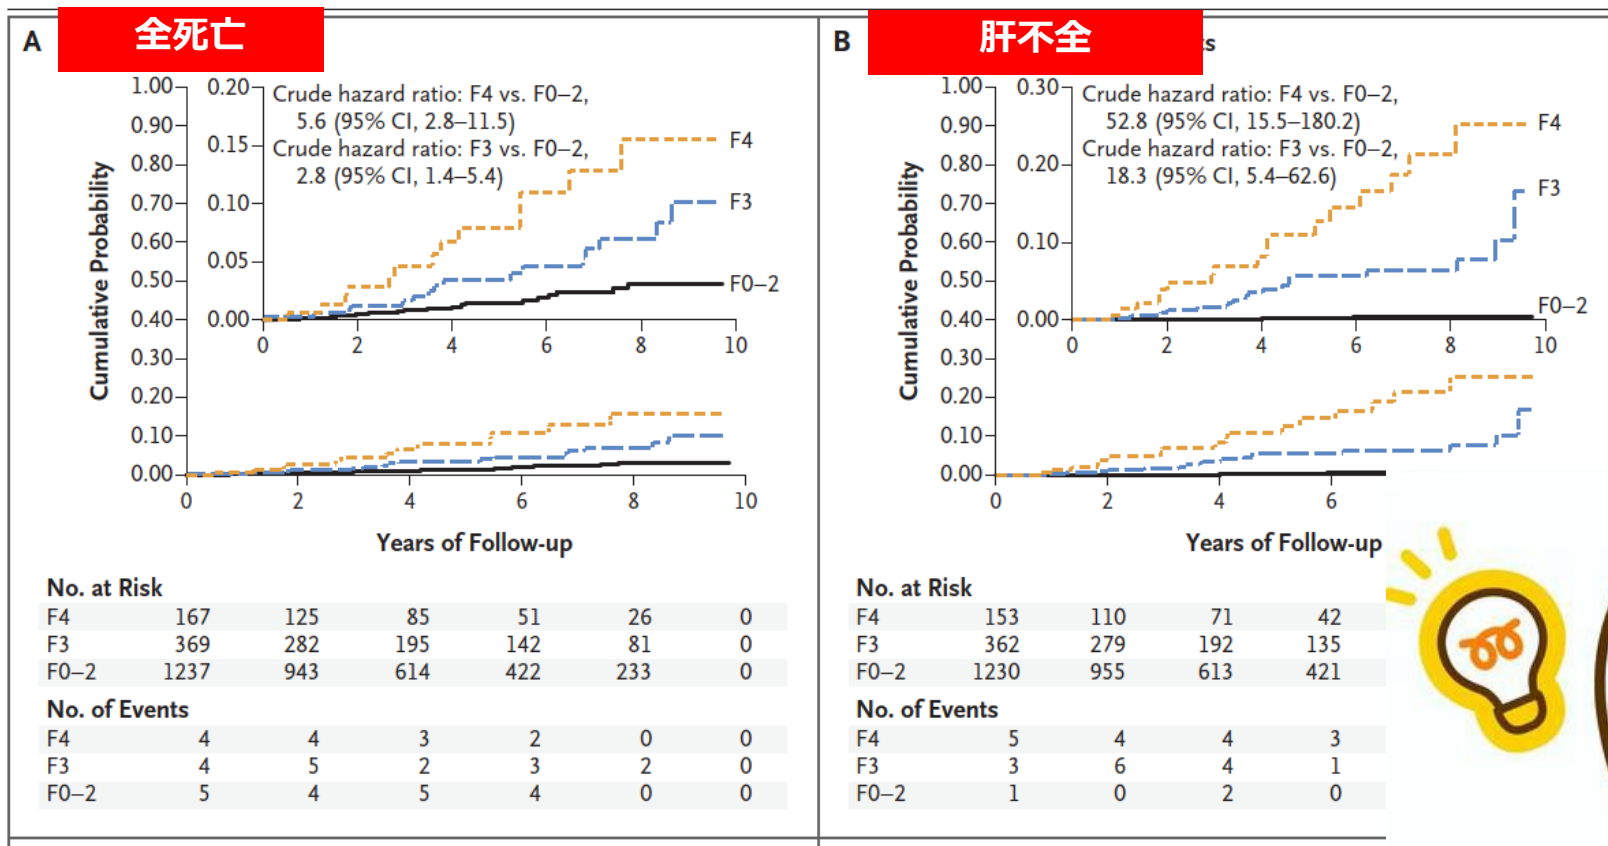 A
全死亡
1.00
0.90
0.80
0.70
0.60
0.50
0.40
0.30
0.20
0.10
0.00
Cumulative Probability
0.20
0.15
0.10
0.05
0.00
Crude hazard ratio: F4 vs. F0–2,
5.6 (95% CI, 2.8–11.5)
Crude hazard ratio: F3 vs. F0–2,
2.8 (95% CI, 1.4–5.4)
F4
F3
F0–2
0 2 4 6 8 10
0 2 4 6 8 10
Years of Follow-up
No. at Risk
F4 167 125 85 51 26 0
F3 369 282 195 142 81 0
F0–2 1237 943 614 422 233 0
No. of Events
F4 4 4 3 2 0 0
F3 4 5 2 3 2 0
F0–2 5 4 5 4 0 0
B
肝不全
ts
1.00
0.90
0.80
0.70
0.60
0.50
0.40
0.30
0.20
0.10
0.00
Cumulative Probability
0.30
0.20
0.10
0.00
Crude hazard ratio: F4 vs. F0–2,
52.8 (95% CI, 15.5–180.2)
Crude hazard ratio: F3 vs. F0–2,
18.3 (95% CI, 5.4–62.6)
F4
F3
F0–2
0 2 4 6 8 10
0 2 4 6
Years of Follow-up
No. at Risk
F4 153 110 71 42
F3 362 279 192 135
F0–2 1230 955 613 421
No. of Events
F4 5 4 4 3
F3 3 6 4 1
F0–2 1 0 2 0